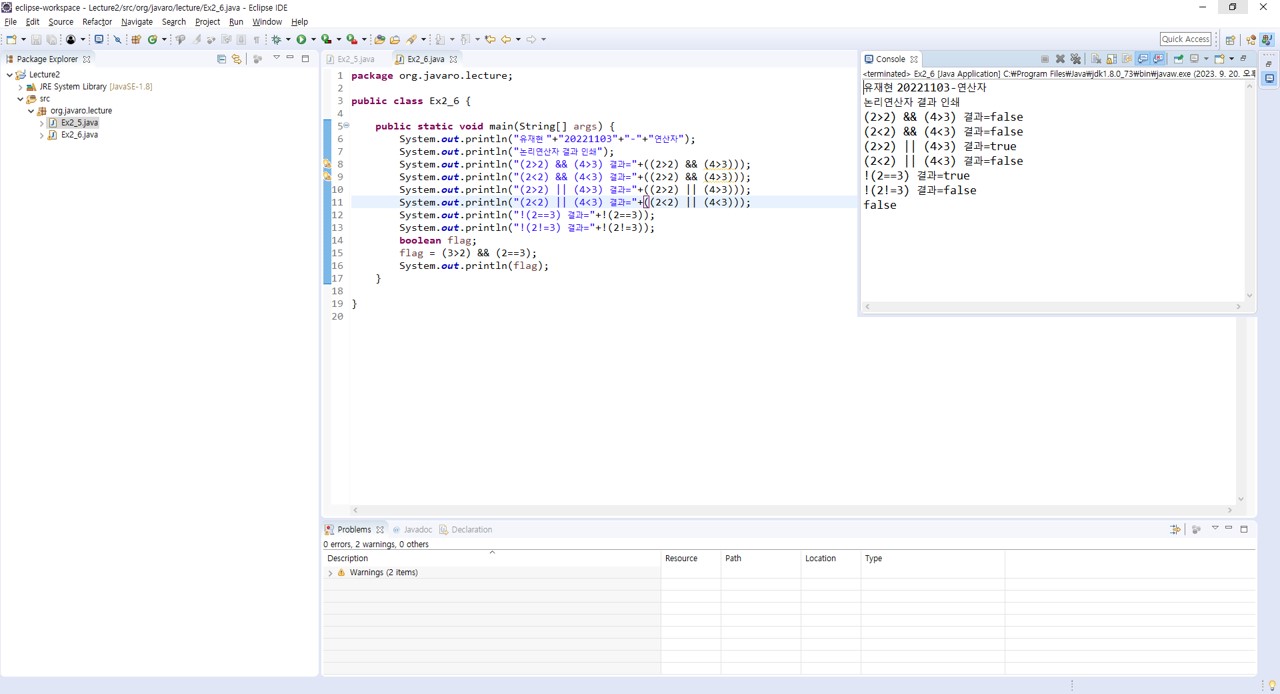 eclipse-workspace - Lecture2/src/org/javaro/lecture/Ex2_6.java - Eclipse IDE
File Edit Source Refactor Navigate Search Project Run Window Help
Quick Access
Package Explorer
Lecture2
JRE System Library [JavaSE-1.8]
src
org.javaro.lecture
Ex2_5.java
Ex2_6.java
Ex2_5.java Ex2_6.java
1 package org.javaro.lecture;
2
3 public class Ex2_6 {
4
5 public static void main(String[] args) {
6 System.out.println("유재현 "+"20221103"+"-"+"연산자");
7 System.out.println("논리연산자 결과 인쇄");
8 System.out.println("(2>2) && (4>3) 결과="+((2>2) && (4>3)));
9 System.out.println("(2<2) && (4<3) 결과="+((2>2) && (4>3)));
10 System.out.println("(2>2) || (4>3) 결과="+((2>2) || (4>3)));
11 System.out.println("(2<2) || (4<3) 결과="+((2<2) || (4<3)));
12 System.out.println("!(2==3) 결과="+!(2==3));
13 System.out.println("!(2!=3) 결과="+!(2!=3));
14 boolean flag;
15 flag = (3>2) && (2==3);
16 System.out.println(flag);
17 }
18
19 }
20
Console
<terminated> Ex2_6 [Java Application] C:₩Program Files₩Java₩jdk1.8.0_73₩bin₩javaw.exe (2023. 9. 20. 오후
유재현 20221103-연산자
논리연산자 결과 인쇄
(2>2) && (4>3) 결과=false
(2<2) && (4<3) 결과=false
(2>2) || (4>3) 결과=true
(2<2) || (4<3) 결과=false
!(2==3) 결과=true
!(2!=3) 결과=false
false
Problems Javadoc Declaration
0 errors, 2 warnings, 0 others
Description Resource Path Location Type
Warnings (2 items)